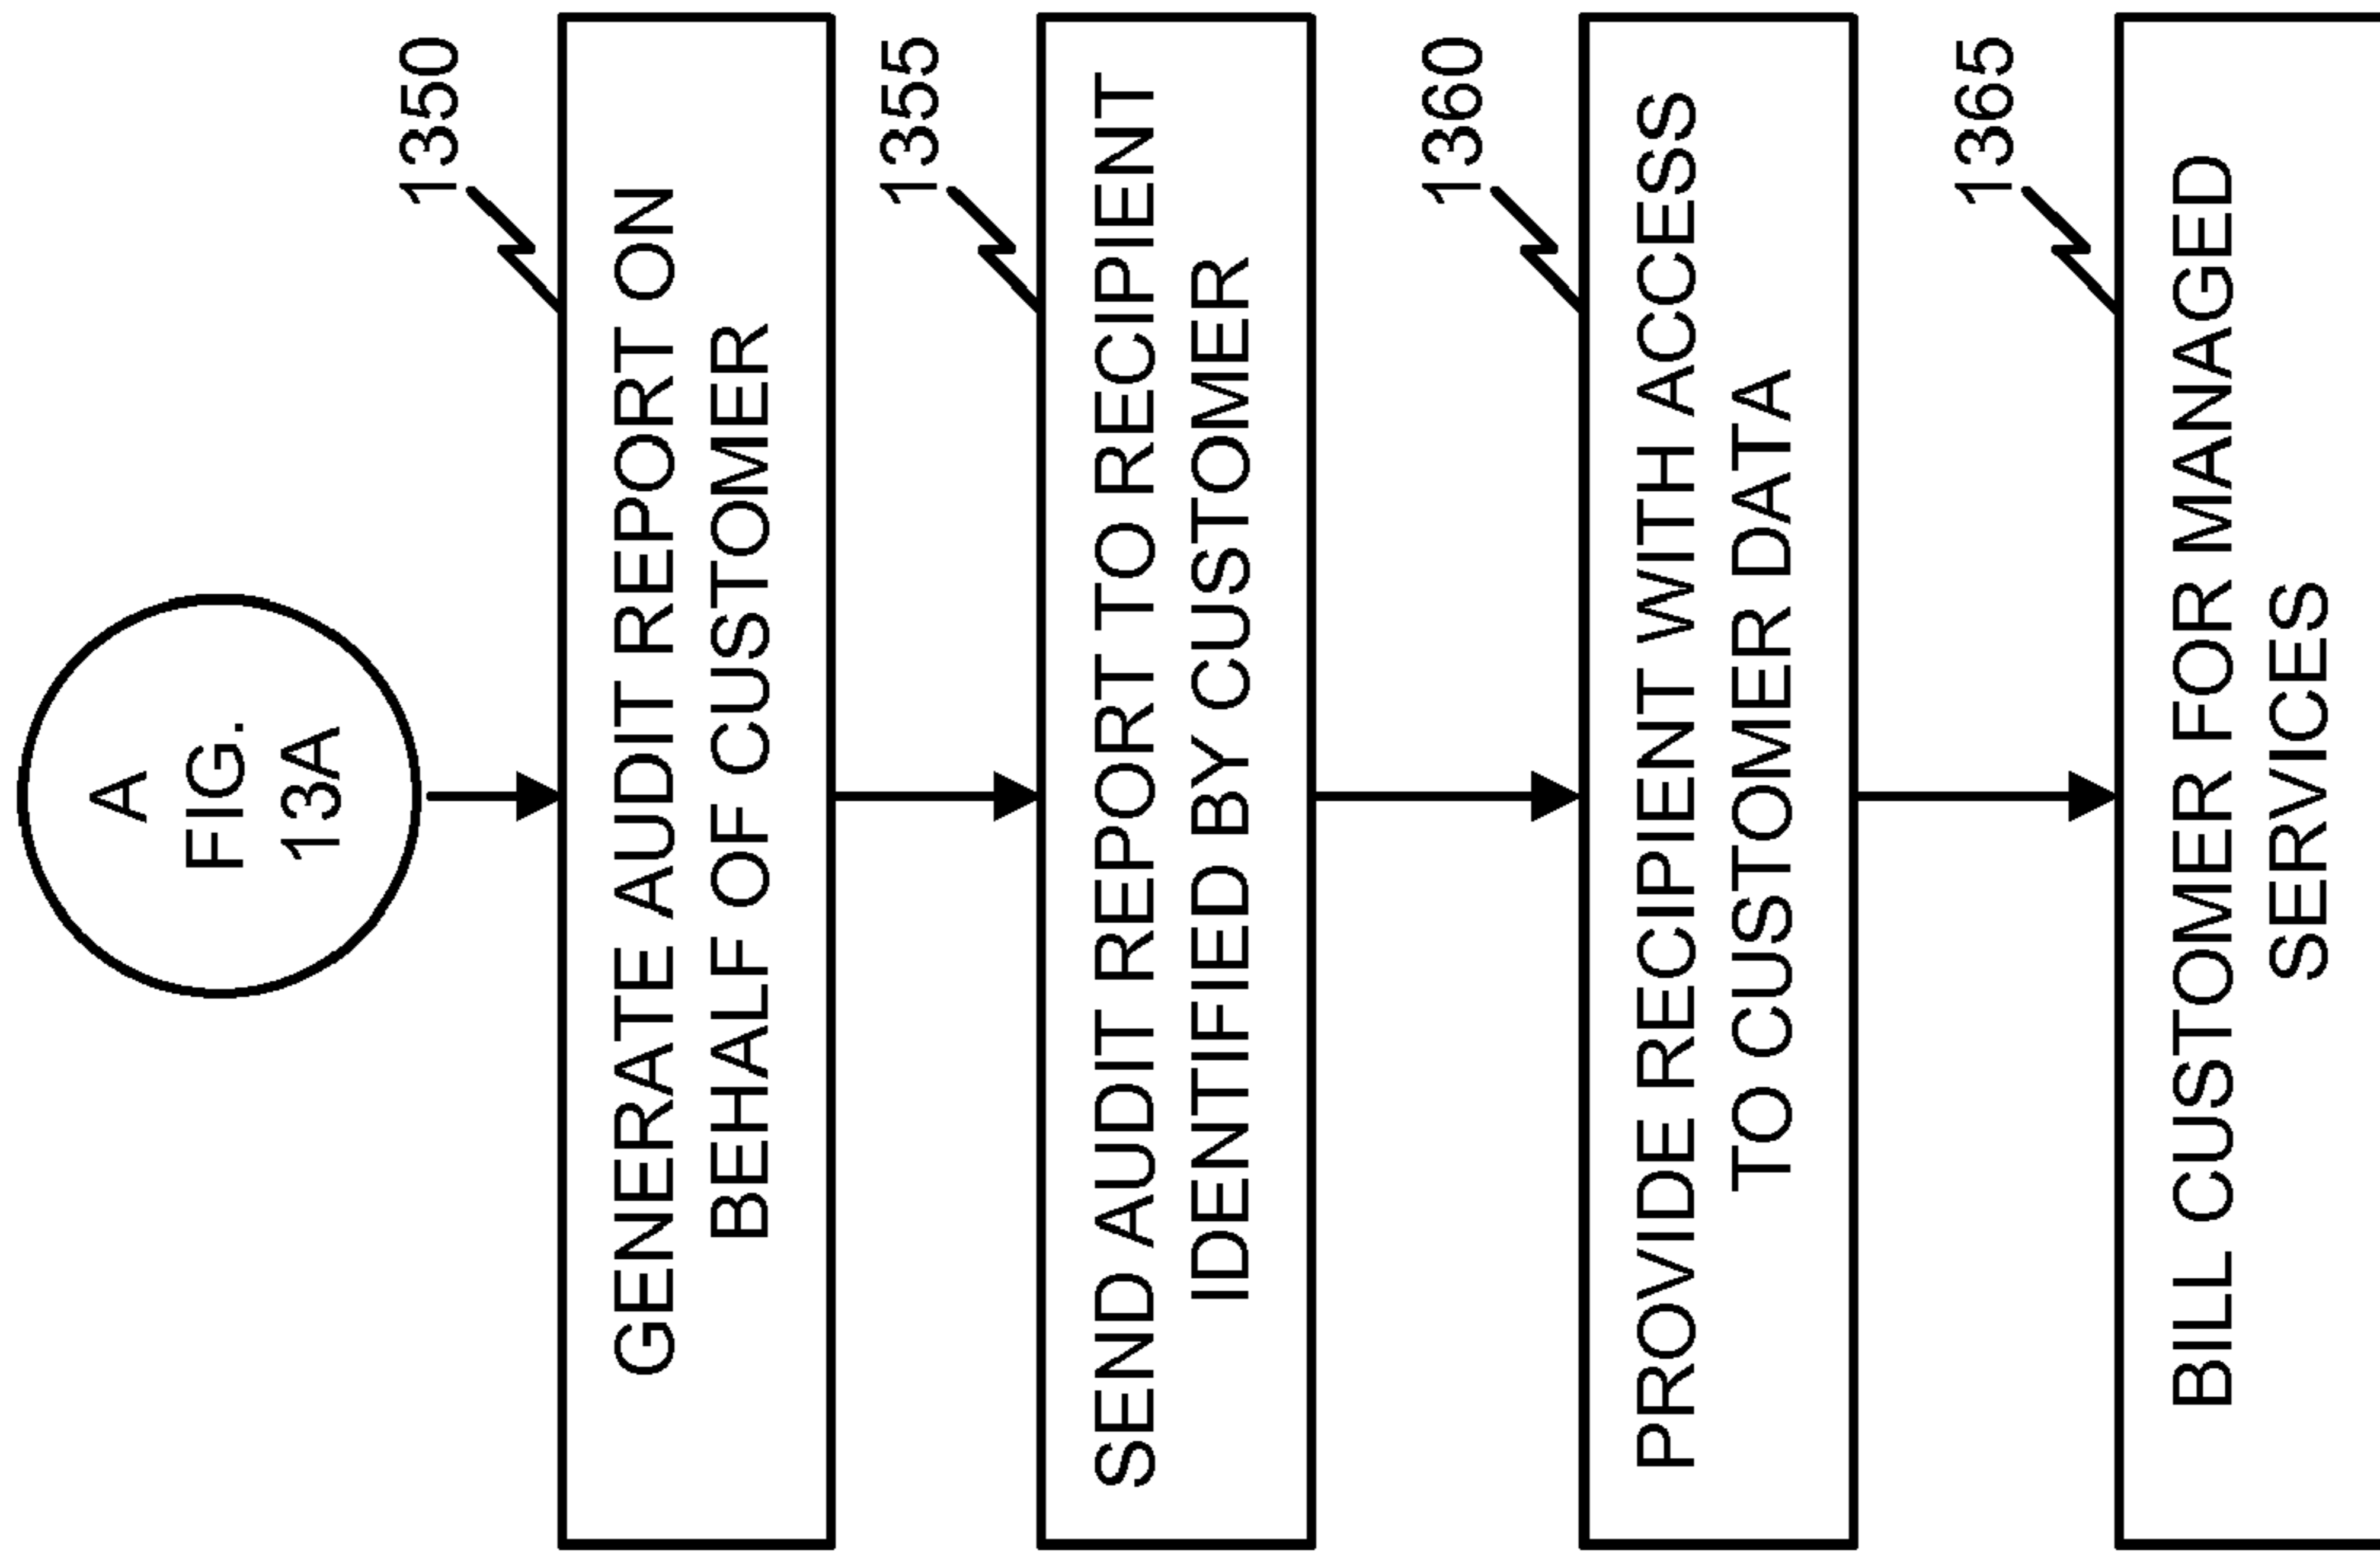 A
FIG.
13A
1350
GENERATE AUDIT REPORT ON
BEHALF OF CUSTOMER
1355
SEND AUDIT REPORT TO RECIPIENT
IDENTIFIED BY CUSTOMER
1360
PROVIDE RECIPIENT WITH ACCESS
TO CUSTOMER DATA
1365
BILL CUSTOMER FOR MANAGED
SERVICES